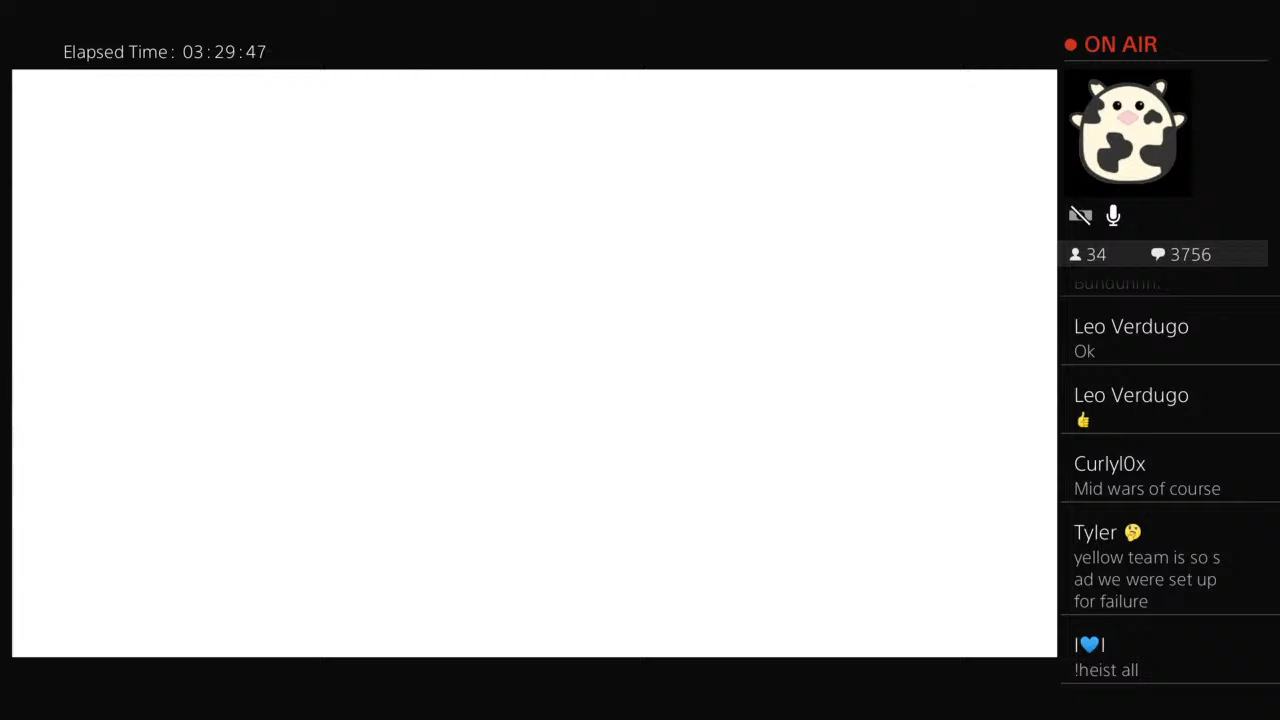 Elapsed Time: 03:29:47
ON AIR
34 3756
Leo Verdugo
Ok
Leo Verdugo
👍
Curlyl0x
Mid wars of course
Tyler 🤔
yellow team is so s
ad we were set up
for failure
|💙|
!heist all